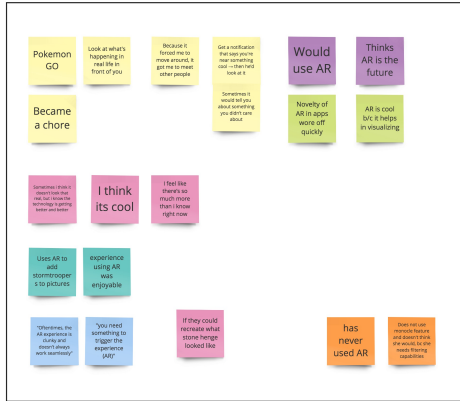 Pokemon
GO
Look at what's
happening in
real life in
front of you
Because it
forced me to
move around, it
got me to meet
other people
Get a notification
that says you're
near something
cool → then he'd
look at it
Would
use AR
Thinks
AR is the
future
Became
a chore
Sometimes it
would tell you
about something
you didn't care
about
Novelty of
AR in apps
wore off
quickly
AR is cool
b/c it helps
in visualizing
Sometimes I think it
doesn't look that
real, but I know the
technology is getting
better and better
I think
its cool
I feel like
there's so
much more
than i know
right now
Uses AR to
add
stormtrooper
s to pictures
experience
using AR
was
enjoyable
"Oftentimes, the
AR experience is
clunky and
doesn't always
work seamlessly"
"you need
something to
trigger the
experience
(AR)"
If they could
recreate what
stone henge
looked like
has
never
used AR
Does not use
monocle feature
and doesn't think
she would, bc she
needs filtering
capabilities